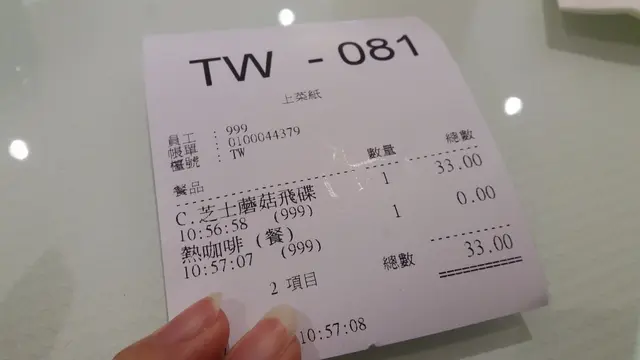 TW - 081
上菜紙
員工 : 999
帳單 : 0100044379
檯號 : TW
餐品 數量 總數
C.芝士蘑菇飛碟 1 33.00
10:56:58 (999)
熱咖啡 (餐) 1 0.00
10:57:07 (999)
2 項目 總數 33.00
10:57:08